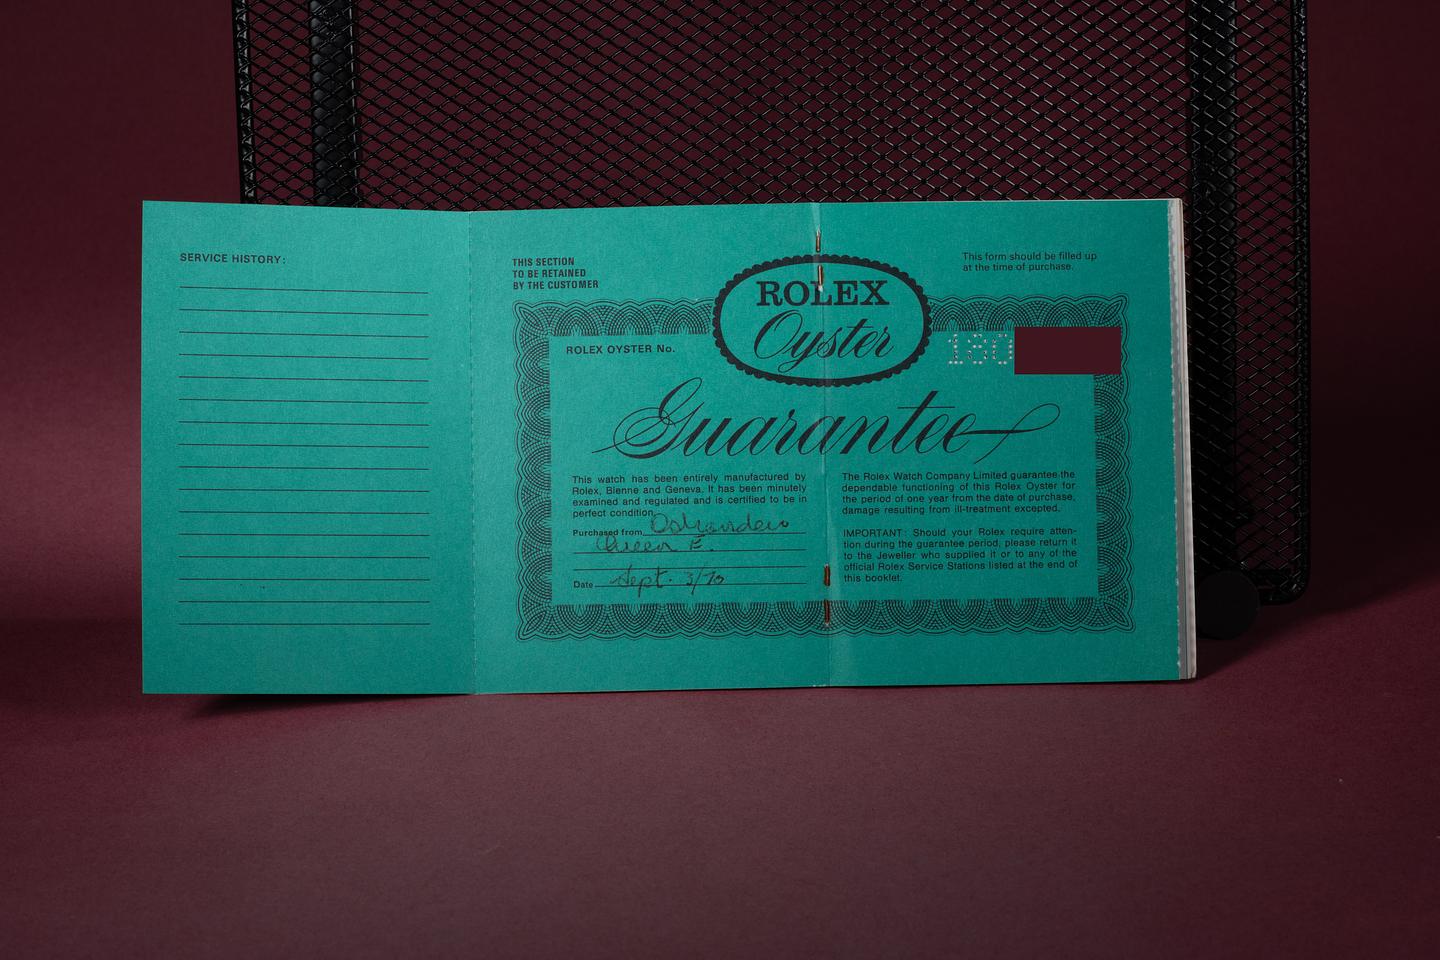 SERVICE HISTORY:
THIS SECTION
TO BE RETAINED
BY THE CUSTOMER
This form should be filled up
at the time of purchase.
ROLEX
Oyster
ROLEX OYSTER No.
180
Guarantee
This watch has been entirely manufactured by
Rolex, Bienne and Geneva. It has been minutely
examined and regulated and is certified to be in
perfect condition.
Purchased from
Queen E.
Date Sept. 3/70
The Rolex Watch Company Limited guarantee the
dependable functioning of this Rolex Oyster for
the period of one year from the date of purchase,
damage resulting from ill-treatment excepted.
IMPORTANT: Should your Rolex require atten-
tion during the guarantee period, please return it
to the Jeweller who supplied it or to any of the
official Rolex Service Stations listed at the end of
this booklet.